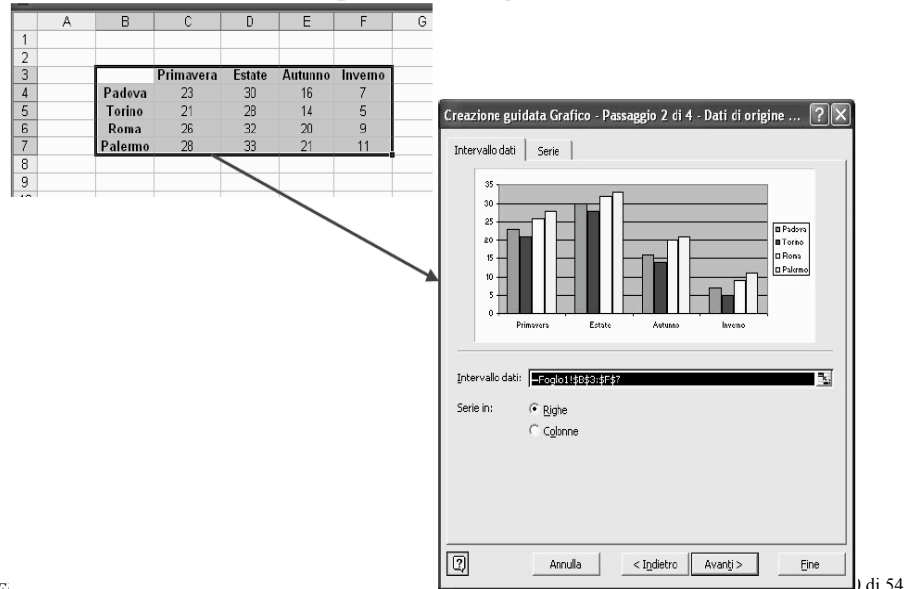 A B C D E F G
1
2
3 Primavera Estate Autunno Inverno
4 Padova 23 30 16 7
5 Torino 21 28 14 5
6 Roma 26 32 20 9
7 Palermo 28 33 21 11
8
9
Creazione guidata Grafico - Passaggio 2 di 4 - Dati di origine ...
Intervallo dati Serie
35
30
25
20
15
10
5
0
Primavera Estate Autunno Inverno
Padova
Torino
Roma
Palermo
Intervallo dati: =Foglio1!$B$3:$F$7
Serie in: Righe
Colonne
Annulla < Indietro Avanti > Fine
di 54